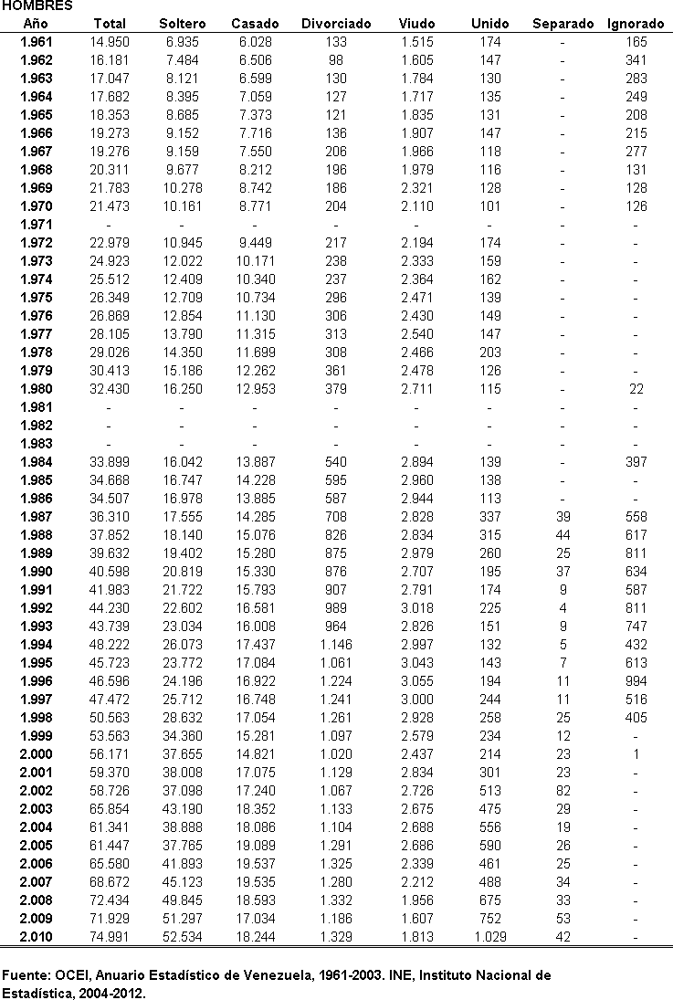 HOMBRES
Año Total Soltero Casado Divorciado Viudo Unido Separado Ignorado
1.961 14.950 6.935 6.028 133 1.515 174 - 165
1.962 16.181 7.484 6.506 98 1.605 147 - 341
1.963 17.047 8.121 6.599 130 1.784 130 - 283
1.964 17.682 8.395 7.059 127 1.717 135 - 249
1.965 18.353 8.685 7.373 121 1.835 131 - 208
1.966 19.273 9.152 7.716 136 1.907 147 - 215
1.967 19.276 9.159 7.550 206 1.966 118 - 277
1.968 20.311 9.677 8.212 196 1.979 116 - 131
1.969 21.783 10.278 8.742 186 2.321 128 - 128
1.970 21.473 10.161 8.771 204 2.110 101 - 126
1.971 - - - - - - - -
1.972 22.979 10.945 9.449 217 2.194 174 - -
1.973 24.923 12.022 10.171 238 2.333 159 - -
1.974 25.512 12.409 10.340 237 2.364 162 - -
1.975 26.349 12.709 10.734 296 2.471 139 - -
1.976 26.869 12.854 11.130 306 2.430 149 - -
1.977 28.105 13.790 11.315 313 2.540 147 - -
1.978 29.026 14.350 11.699 308 2.466 203 - -
1.979 30.413 15.186 12.262 361 2.478 126 - -
1.980 32.430 16.250 12.953 379 2.711 115 - 22
1.981 - - - - - - - -
1.982 - - - - - - - -
1.983 - - - - - - - -
1.984 33.899 16.042 13.887 540 2.894 139 - 397
1.985 34.668 16.747 14.228 595 2.960 138 - -
1.986 34.507 16.978 13.885 587 2.944 113 - -
1.987 36.310 17.555 14.285 708 2.828 337 39 558
1.988 37.852 18.140 15.076 826 2.834 315 44 617
1.989 39.632 19.402 15.280 875 2.979 260 25 811
1.990 40.598 20.819 15.330 876 2.707 195 37 634
1.991 41.983 21.722 15.793 907 2.791 174 9 587
1.992 44.230 22.602 16.581 989 3.018 225 4 811
1.993 43.739 23.034 16.008 964 2.826 151 9 747
1.994 48.222 26.073 17.437 1.146 2.997 132 5 432
1.995 45.723 23.772 17.084 1.061 3.043 143 7 613
1.996 46.596 24.196 16.922 1.224 3.055 194 11 994
1.997 47.472 25.712 16.748 1.241 3.000 244 11 516
1.998 50.563 28.632 17.054 1.261 2.928 258 25 405
1.999 53.563 34.360 15.281 1.097 2.579 234 12 -
2.000 56.171 37.655 14.821 1.020 2.437 214 23 1
2.001 59.370 38.008 17.075 1.129 2.834 301 23 -
2.002 58.726 37.098 17.240 1.067 2.726 513 82 -
2.003 65.854 43.190 18.352 1.133 2.675 475 29 -
2.004 61.341 38.888 18.086 1.104 2.688 556 19 -
2.005 61.447 37.765 19.089 1.291 2.686 590 26 -
2.006 65.580 41.893 19.537 1.325 2.339 461 25 -
2.007 68.672 45.123 19.535 1.280 2.212 488 34 -
2.008 72.434 49.845 18.593 1.332 1.956 675 33 -
2.009 71.929 51.297 17.034 1.186 1.607 752 53 -
2.010 74.991 52.534 18.244 1.329 1.813 1.029 42 -
Fuente: OCEI, Anuario Estadístico de Venezuela, 1961-2003. INE, Instituto Nacional de
Estadística, 2004-2012.